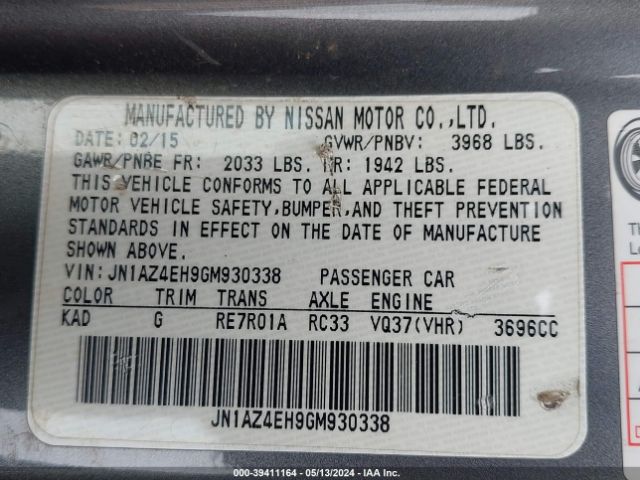 MANUFACTURED BY NISSAN MOTOR CO.,LTD.
DATE: 02/15 GVWR/PNBV: 3968 LBS.
GAWR/PNBE FR: 2033 LBS. RR: 1942 LBS.
THIS VEHICLE CONFORMS TO ALL APPLICABLE FEDERAL
MOTOR VEHICLE SAFETY,BUMPER,AND THEFT PREVENTION
STANDARDS IN EFFECT ON THE DATE OF MANUFACTURE
SHOWN ABOVE.
VIN: JN1AZ4EH9GM930338 PASSENGER CAR
COLOR TRIM TRANS AXLE ENGINE
KAD G RE7R01A RC33 VQ37(VHR) 3696CC
JN1AZ4EH9GM930338
000-39411164 - 05/13/2024 - IAA Inc.